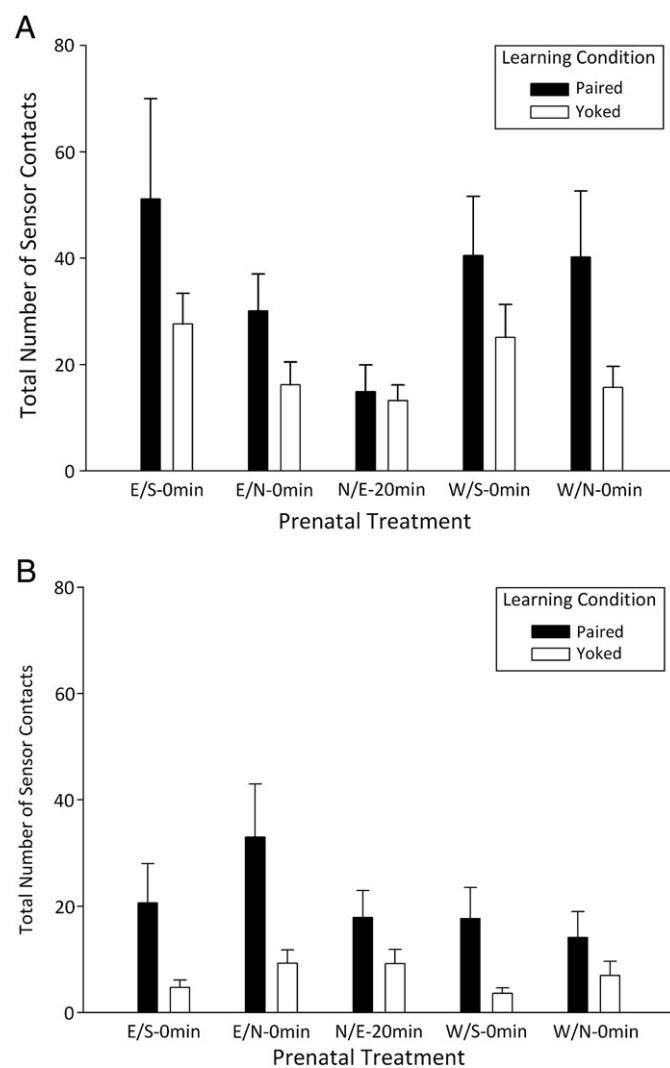 A
80
60
40
20
0
Total Number of Sensor Contacts
Learning Condition
Paired
Yoked
E/S-0min E/N-0min N/E-20min W/S-0min W/N-0min
Prenatal Treatment
B
80
60
40
20
0
Total Number of Sensor Contacts
Learning Condition
Paired
Yoked
E/S-0min E/N-0min N/E-20min W/S-0min W/N-0min
Prenatal Treatment